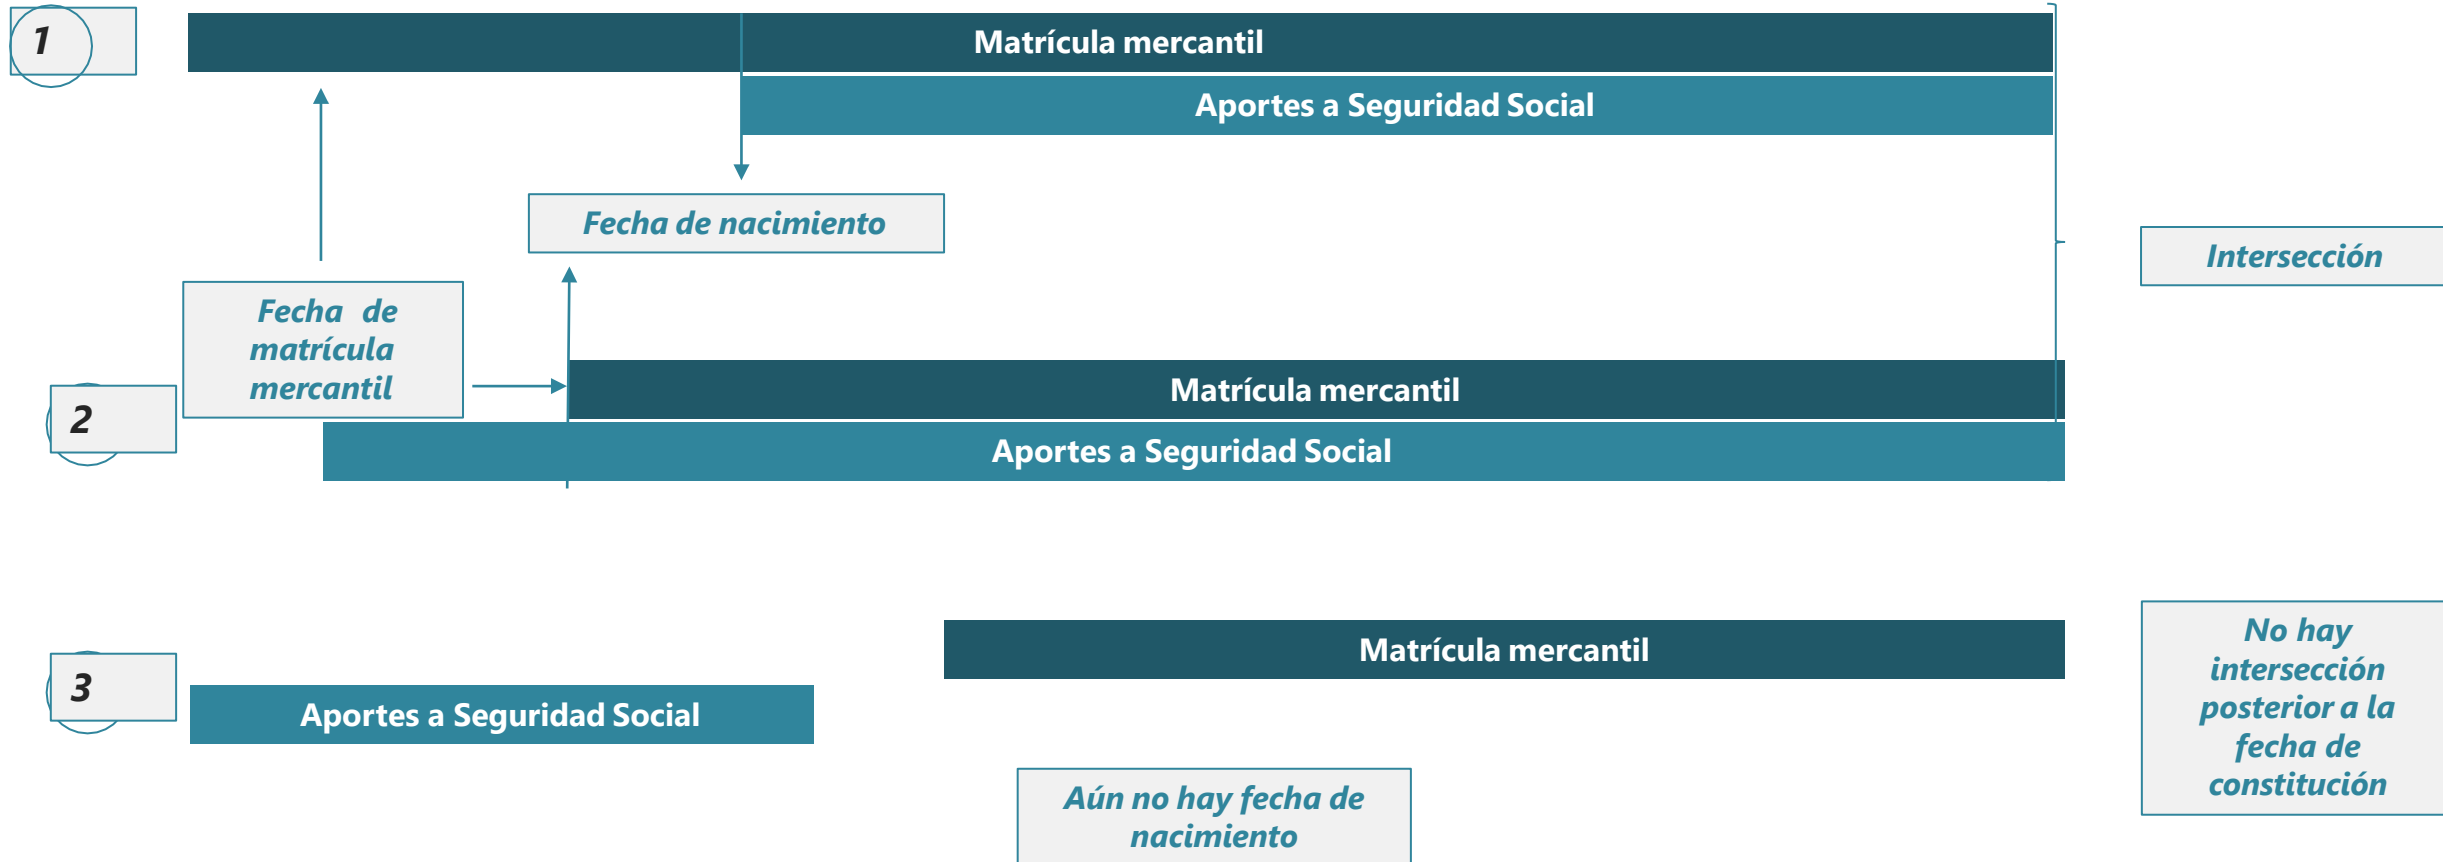 1
Matrícula mercantil
Aportes a Seguridad Social
Fecha de nacimiento
Intersección
Fecha de
matrícula
mercantil
2
Matrícula mercantil
Aportes a Seguridad Social
3
Matrícula mercantil
Aportes a Seguridad Social
No hay
intersección
posterior a la
fecha de
constitución
Aún no hay fecha de
nacimiento